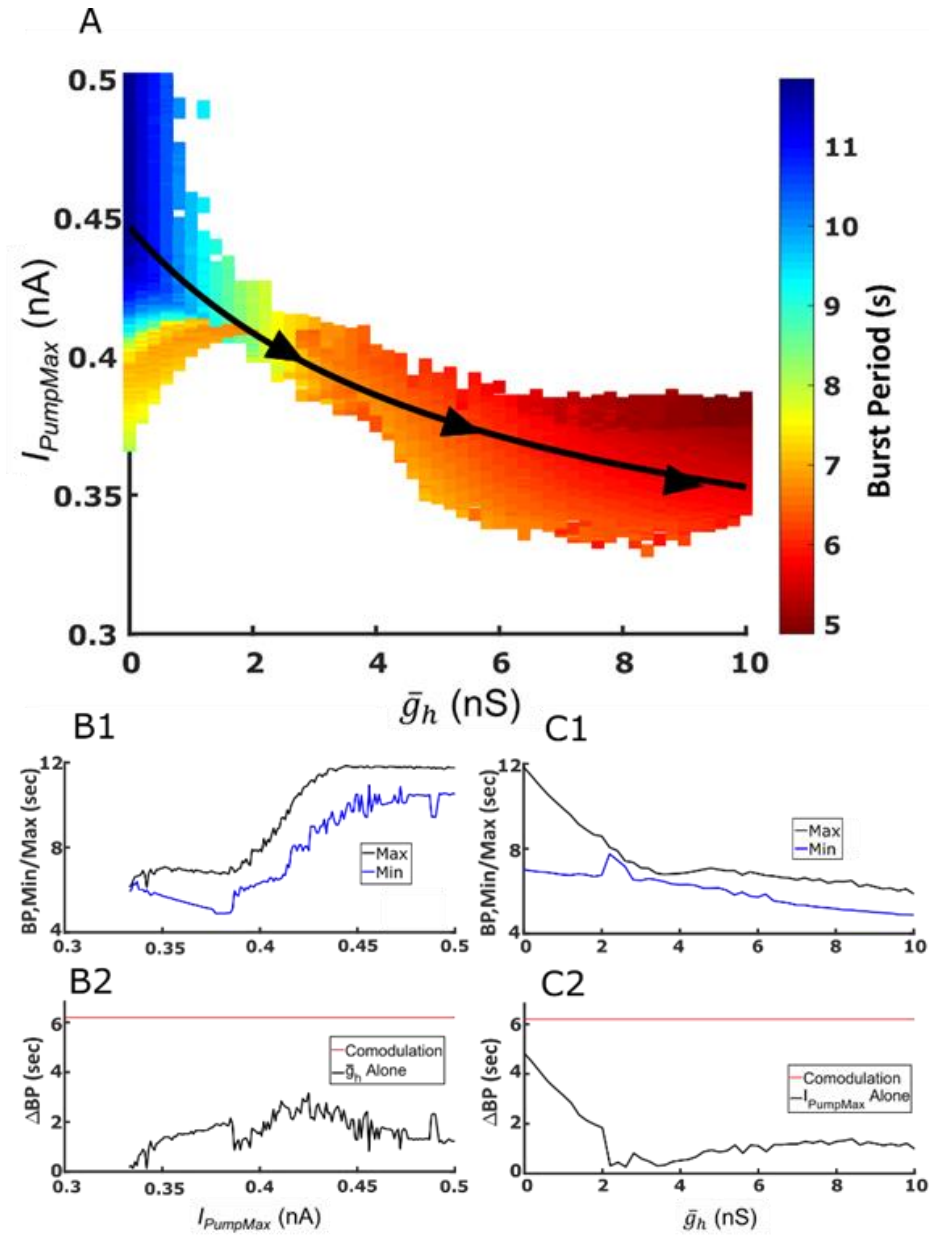 A
0.5
0.45
0.4
0.35
0.3
I_PumpMax (nA)
0 2 4 6 8 10
ḡ_h (nS)
11
10
9
8
7
6
5
Burst Period (s)
B1
12
8
4
BP,Min/Max (sec)
Max
Min
0.3 0.35 0.4 0.45 0.5
C1
12
8
4
BP,Min/Max (sec)
Max
Min
0 2 4 6 8 10
B2
6
4
2
0
ΔBP (sec)
Comodulation
ḡ_h Alone
0.3 0.35 0.4 0.45 0.5
I_PumpMax (nA)
C2
6
4
2
0
ΔBP (sec)
Comodulation
I_PumpMax Alone
0 2 4 6 8 10
ḡ_h (nS)